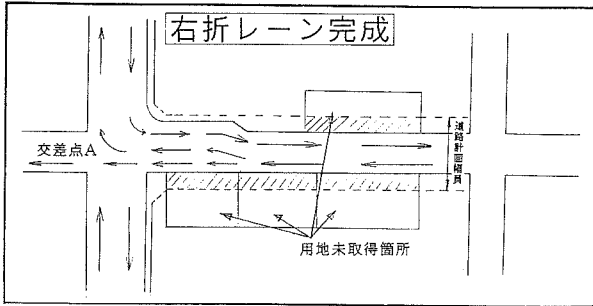 右折レーン完成
交差点A
道路計画幅員
用地未取得箇所